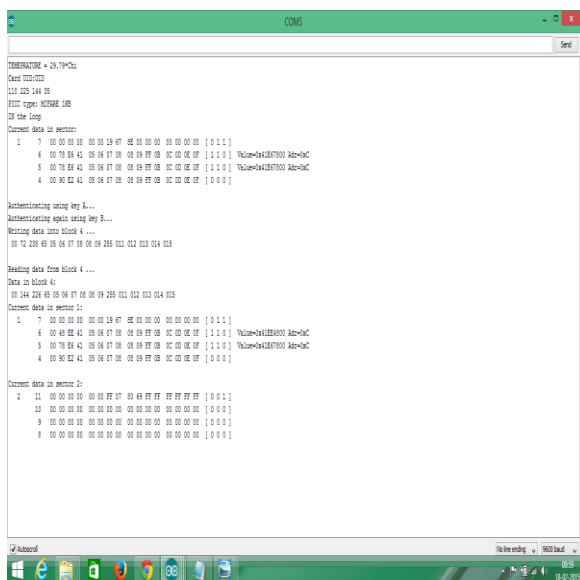 COM5
Send
TEMEPRATURE = 29.79*Chi
Card UID:UID
110 225 144 35
PICC type: MIFARE 1KB
IN the loop
Current data in sector:
1 7 00 00 00 00 00 00 19 67 8E 00 00 00 00 00 00 00 [ 0 1 1 ]
6 00 78 E6 41 05 06 07 08 08 09 FF 0B 0C 0D 0E 0F [ 1 1 0 ] Value=0x41E67800 Adr=0xC
5 00 78 E6 41 05 06 07 08 08 09 FF 0B 0C 0D 0E 0F [ 1 1 0 ] Value=0x41E67800 Adr=0xC
4 00 90 E2 41 05 06 07 08 08 09 FF 0B 0C 0D 0E 0F [ 0 0 0 ]
Authenticating using key A...
Authenticating again using key B...
Writing data into block 4 ...
00 72 238 65 05 06 07 08 08 09 255 011 012 013 014 015
Reading data from block 4 ...
Data in block 4:
00 144 226 65 05 06 07 08 08 09 255 011 012 013 014 015
Current data in sector 1:
1 7 00 00 00 00 00 00 19 67 8E 00 00 00 00 00 00 00 [ 0 1 1 ]
6 00 48 EE 41 05 06 07 08 08 09 FF 0B 0C 0D 0E 0F [ 1 1 0 ] Value=0x41EE4800 Adr=0xC
5 00 78 E6 41 05 06 07 08 08 09 FF 0B 0C 0D 0E 0F [ 1 1 0 ] Value=0x41E67800 Adr=0xC
4 00 90 E2 41 05 06 07 08 08 09 FF 0B 0C 0D 0E 0F [ 0 0 0 ]
Current data in sector 2:
2 11 00 00 00 00 00 00 FF 07 80 69 FF FF FF FF FF FF [ 0 0 1 ]
10 00 00 00 00 00 00 00 00 00 00 00 00 00 00 00 00 [ 0 0 0 ]
9 00 00 00 00 00 00 00 00 00 00 00 00 00 00 00 00 [ 0 0 0 ]
8 00 00 00 00 00 00 00 00 00 00 00 00 00 00 00 00 [ 0 0 0 ]
Autoscroll
No line ending
9600 baud
00:59
18-02-2015